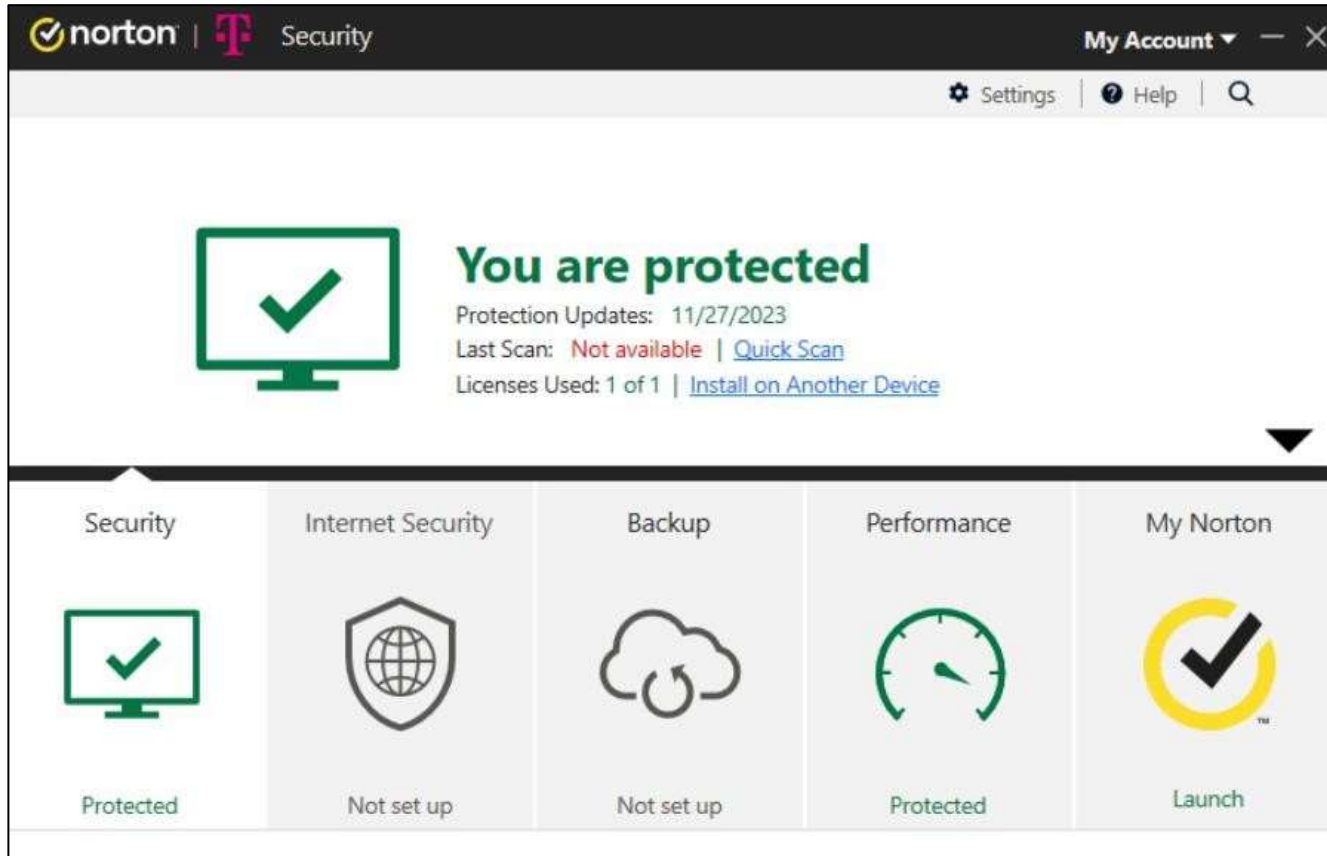 norton | T Security My Account
Settings | Help |
You are protected
Protection Updates: 11/27/2023
Last Scan: Not available | Quick Scan
Licenses Used: 1 of 1 | Install on Another Device
Security Internet Security Backup Performance My Norton
TM
Protected Not set up Not set up Protected Launch